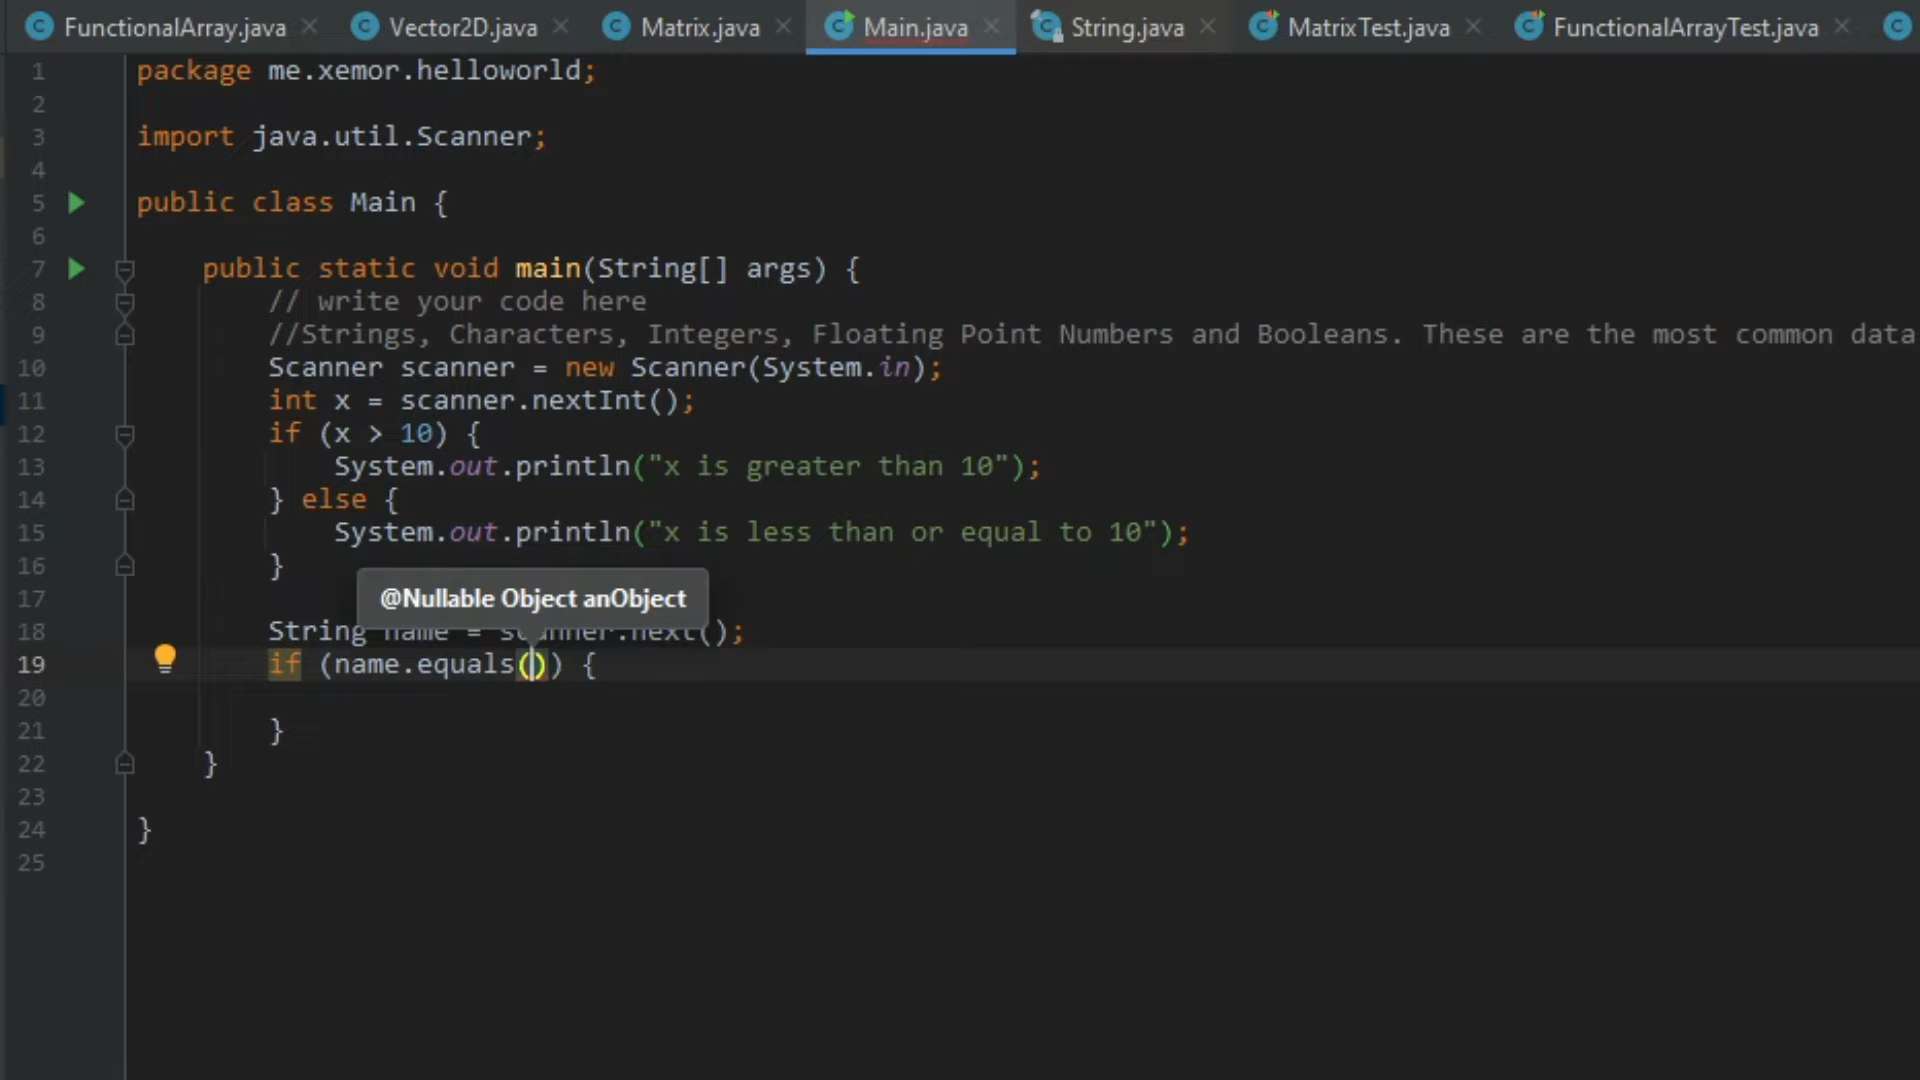 FunctionalArray.java Vector2D.java Matrix.java Main.java String.java MatrixTest.java FunctionalArrayTest.java
1 package me.xemor.helloworld;
2
3 import java.util.Scanner;
4
5 public class Main {
6
7 public static void main(String[] args) {
8 // write your code here
9 //Strings, Characters, Integers, Floating Point Numbers and Booleans. These are the most common data
10 Scanner scanner = new Scanner(System.in);
11 int x = scanner.nextInt();
12 if (x > 10) {
13 System.out.println("x is greater than 10");
14 } else {
15 System.out.println("x is less than or equal to 10");
16 }
17
@Nullable Object anObject
18 String name = scanner.next();
19 if (name.equals()) {
20
21 }
22 }
23
24 }
25